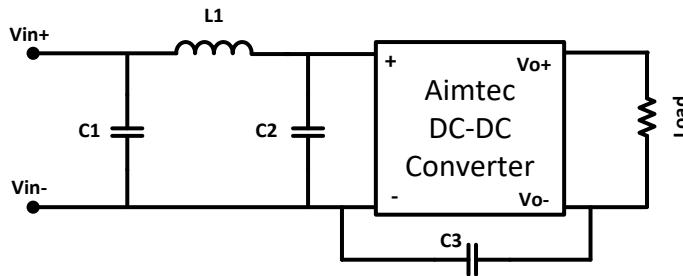 L1
Vin+
+
Vo+
Aimtec
DC-DC
Converter
C1
C2
Load
Vin-
-
Vo-
C3